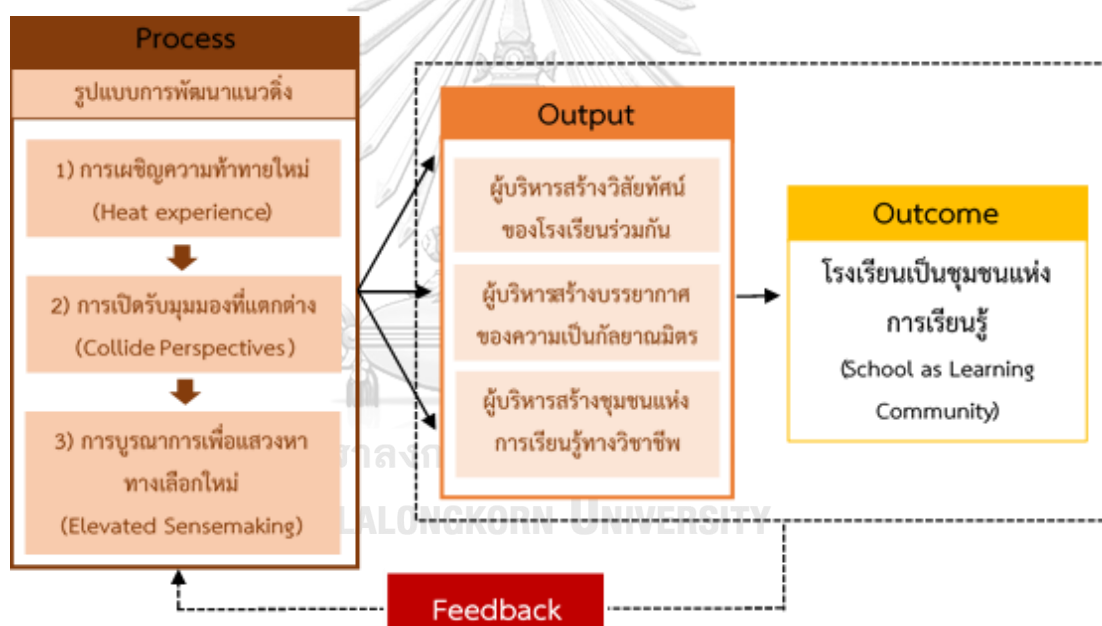 Process
รูปแบบการพัฒนาแนวดิ่ง
1) การเผชิญความท้าทายใหม่
(Heat experience)
2) การเปิดรับมุมมองที่แตกต่าง
(Collide Perspectives)
3) การบูรณาการเพื่อแสวงหา
ทางเลือกใหม่
(Elevated Sensemaking)
Output
ผู้บริหารสร้างวิสัยทัศน์
ของโรงเรียนร่วมกัน
ผู้บริหารสร้างบรรยากาศ
ของความเป็นกัลยาณมิตร
ผู้บริหารสร้างชุมชนแห่ง
การเรียนรู้ทางวิชาชีพ
Outcome
โรงเรียนเป็นชุมชนแห่ง
การเรียนรู้
(School as Learning
Community)
LALONGKORN UNIVERSITY
Feedback